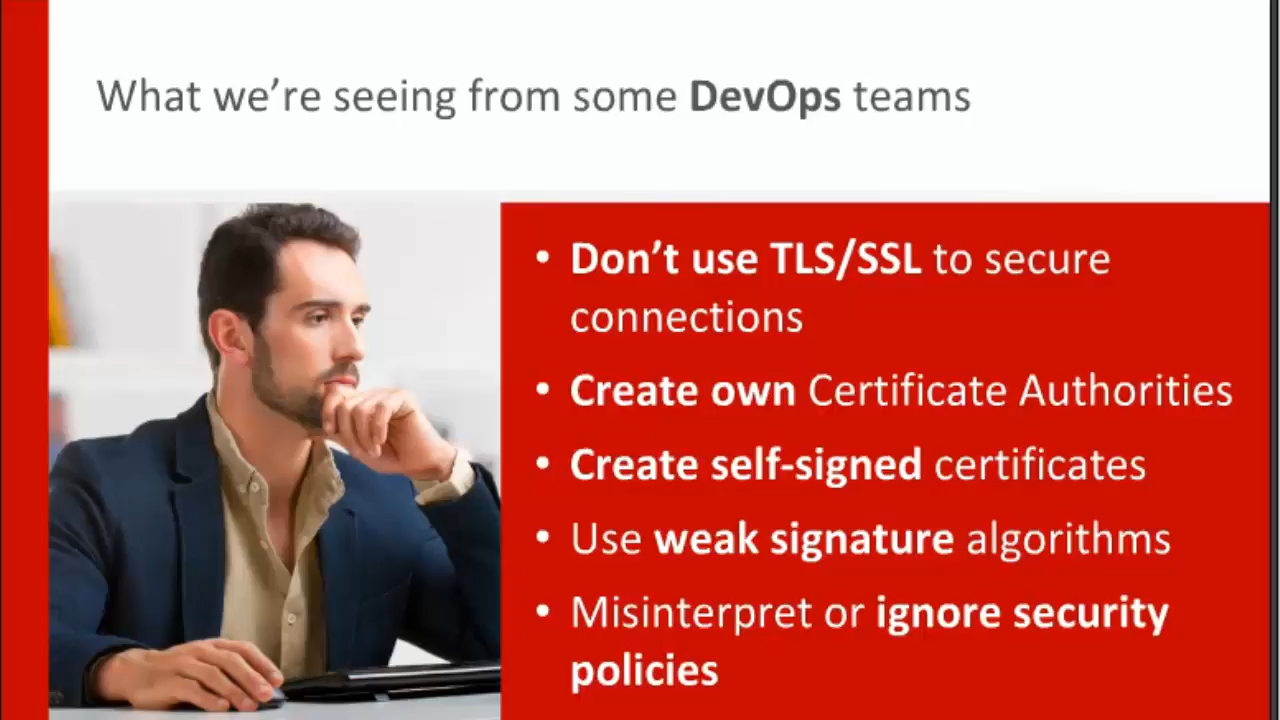 What we’re seeing from some DevOps teams
• Don’t use TLS/SSL to secure
connections
• Create own Certificate Authorities
• Create self-signed certificates
• Use weak signature algorithms
• Misinterpret or ignore security
policies